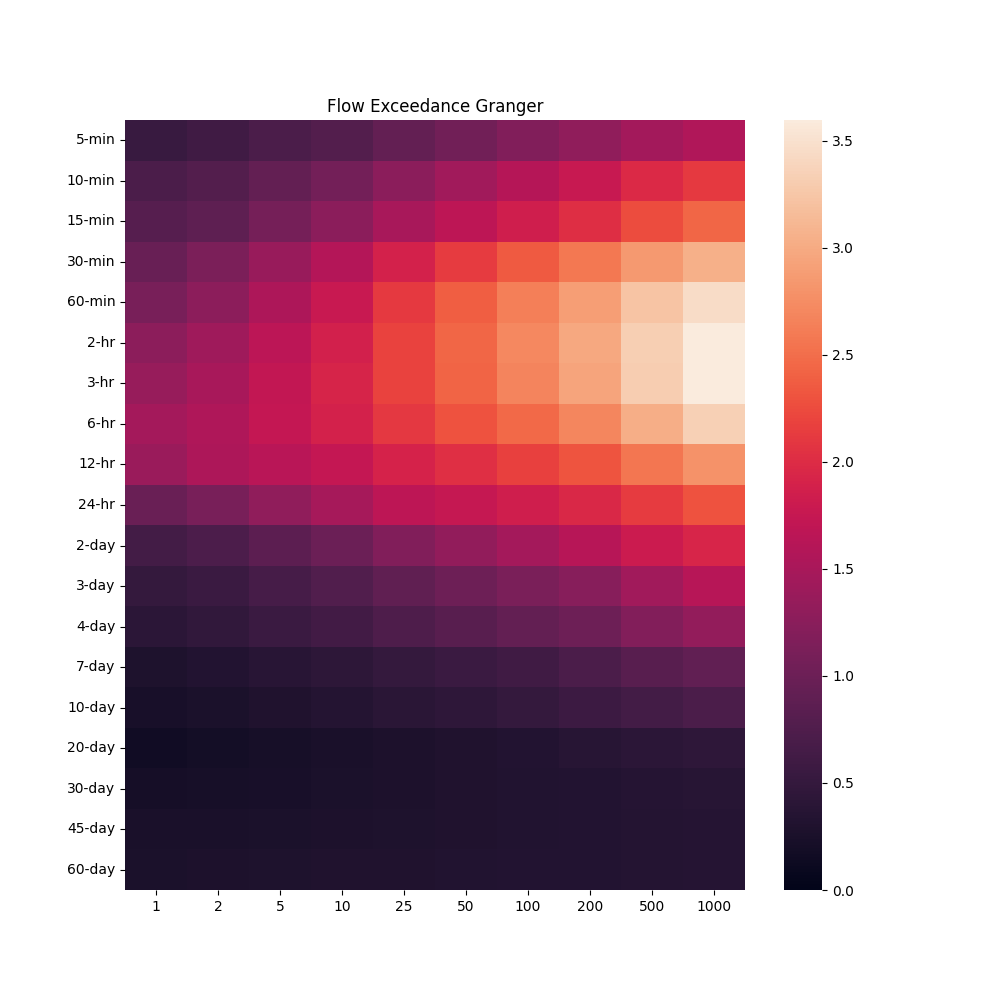 Flow Exceedance Granger
5-min
10-min
15-min
30-min
60-min
2-hr
3-hr
6-hr
12-hr
24-hr
2-day
3-day
4-day
7-day
10-day
20-day
30-day
45-day
60-day
1 2 5 10 25 50 100 200 500 1000
3.5
3.0
2.5
2.0
1.5
1.0
0.5
0.0